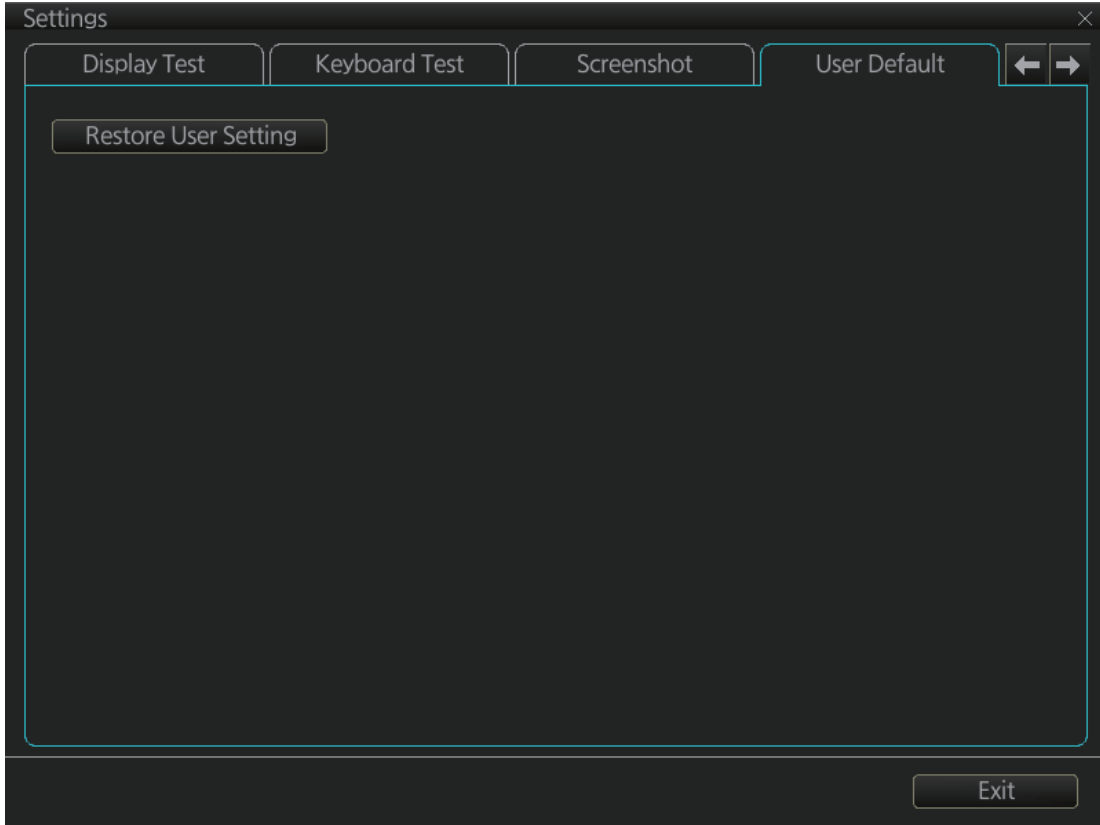 Settings
Display Test
Keyboard Test
Screenshot
User Default
Restore User Setting
Exit